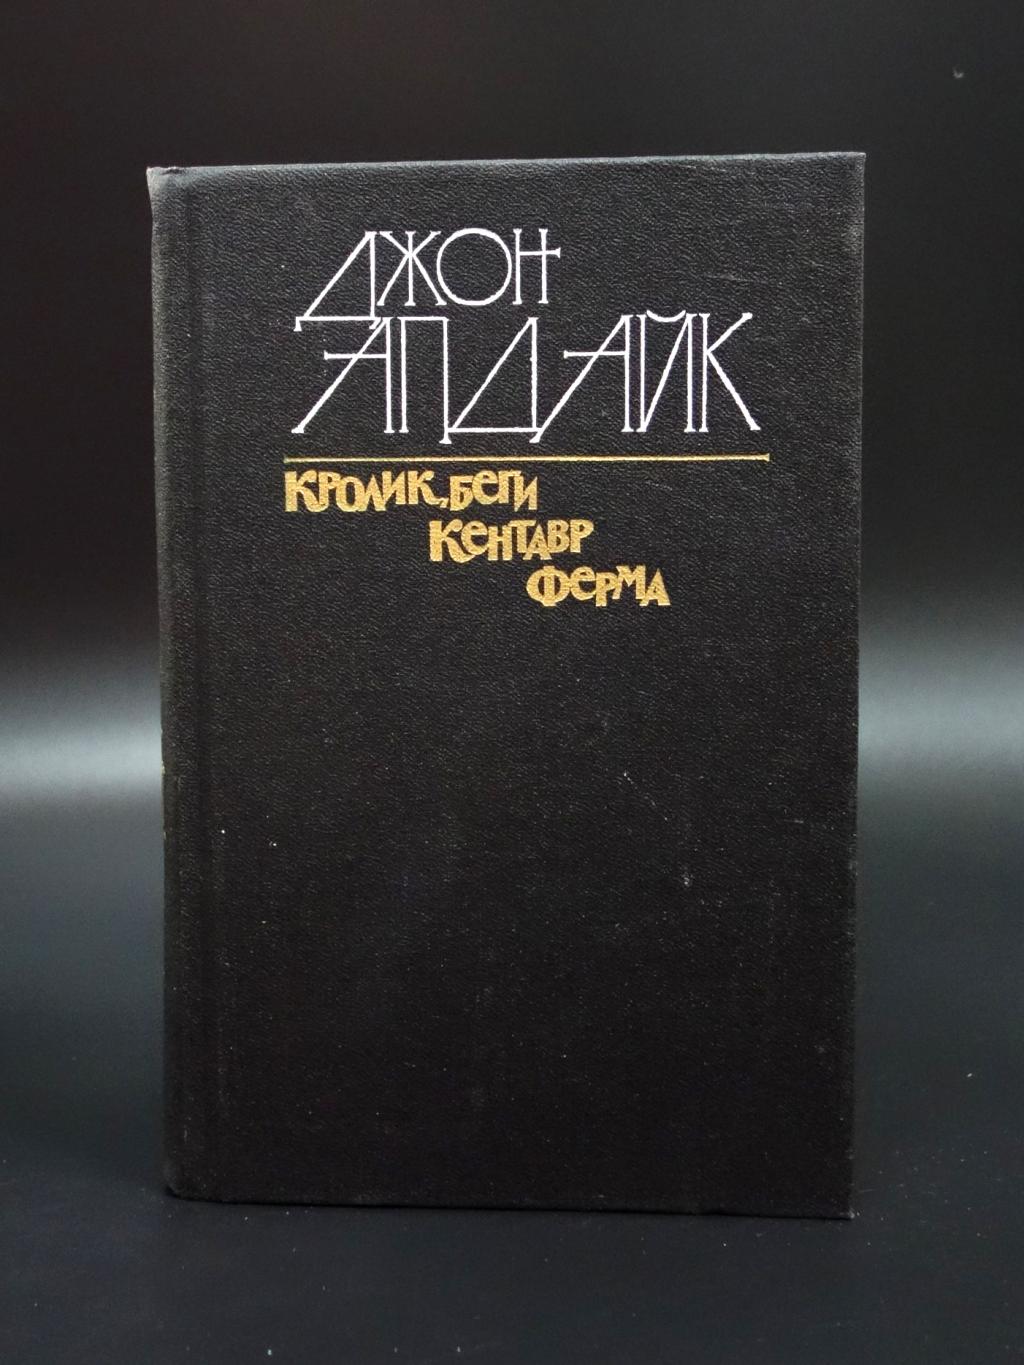 ДЖОН
АПДАЙК
КРОЛИК, БЕГИ
КЕНТАВР
ФЕРМА